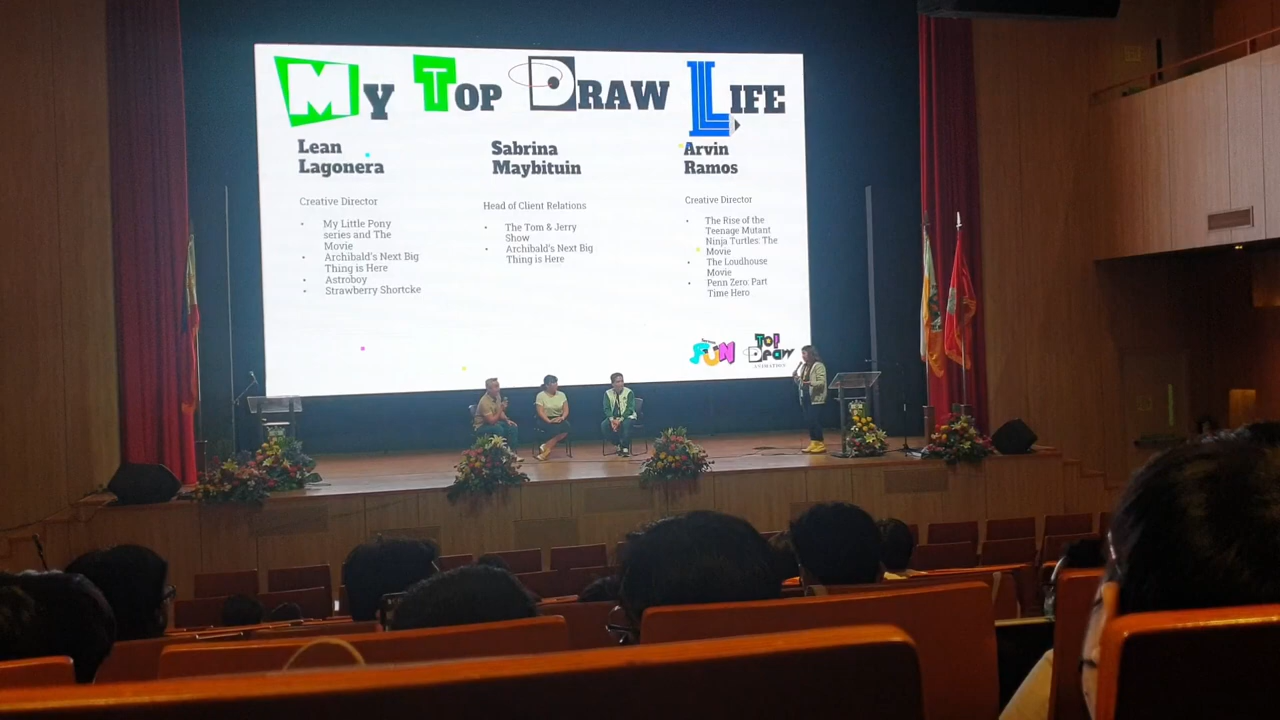 My Top Draw Life
Lean
Lagonera
Creative Director
• My Little Pony
series and The
Movie
• Archibald's Next Big
Thing is Here
• Astroboy
• Strawberry Shortcke
Sabrina
Maybituin
Head of Client Relations
• The Tom & Jerry
Show
• Archibald's Next Big
Thing is Here
Arvin
Ramos
Creative Director
• The Rise of the
Teenage Mutant
Ninja Turtles: The
Movie
• The Loudhouse
Movie
• Penn Zero: Part
Time Hero
FUN
Top
Draw
ANIMATION